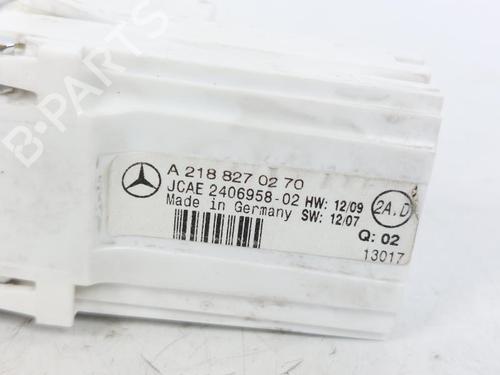 B-PARTS
A 218 827 02 70
JCAE 2406958-02 HW: 12/09
Made in Germany SW: 12/07
2A.D
Q: 02
13017